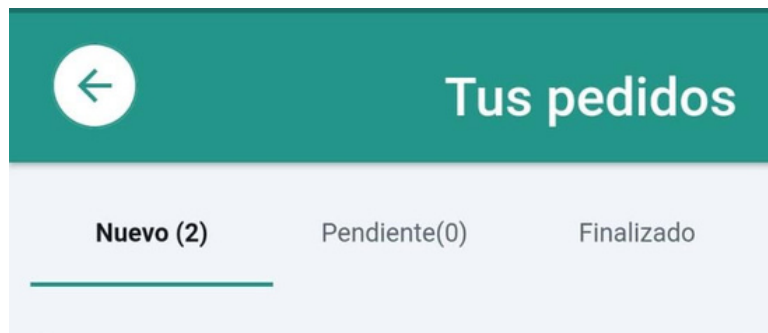 Tus pedidos
Nuevo (2) Pendiente(0) Finalizado